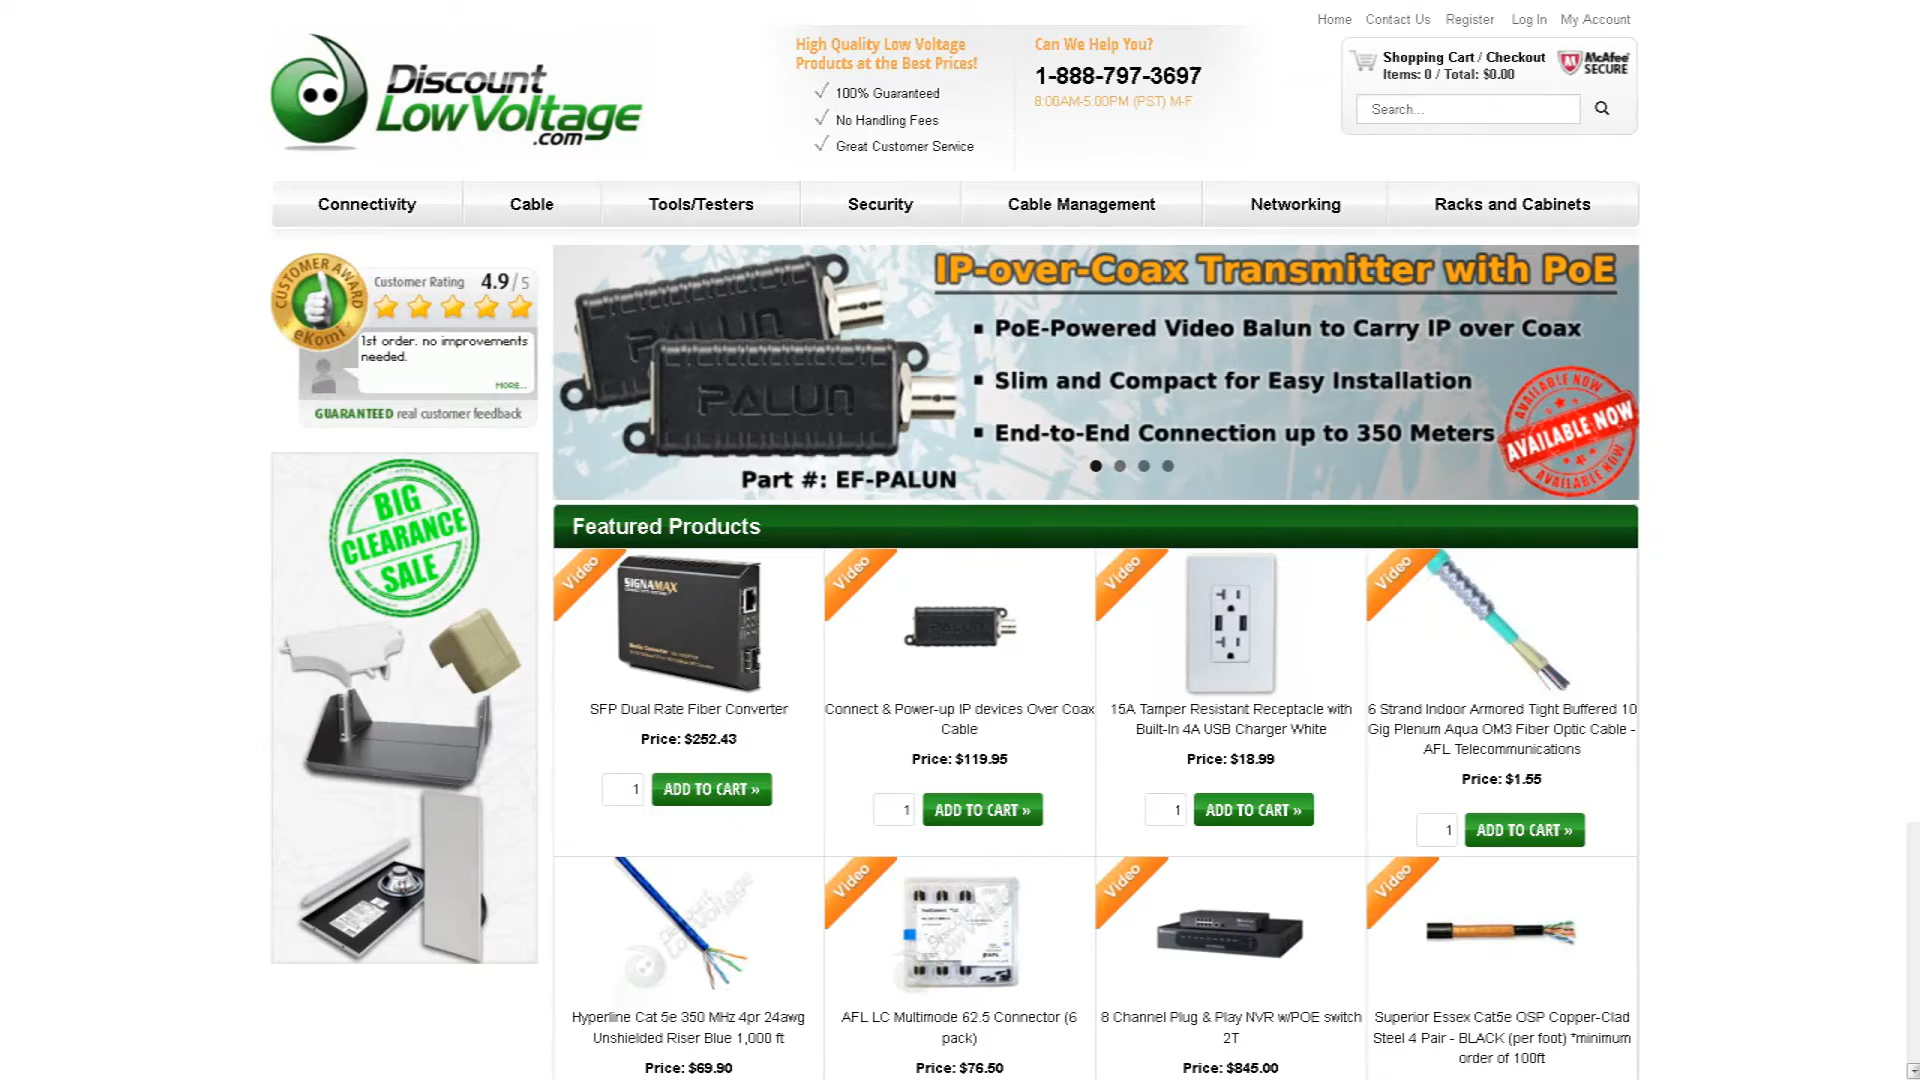 Home Contact Us Register Log In My Account
Discount
LowVoltage
.com
High Quality Low Voltage
Products at the Best Prices!
100% Guaranteed
No Handling Fees
Great Customer Service
Can We Help You?
1-888-797-3697
8:00AM-5:00PM (PST) M-F
Shopping Cart / Checkout
Items: 0 / Total: $0.00
McAfee
SECURE
Search...
Connectivity Cable Tools/Testers Security Cable Management Networking Racks and Cabinets
CUSTOMER AWARD
eKomi
Customer Rating 4.9 / 5
1st order. no improvements
needed.
MORE...
GUARANTEED real customer feedback
BIG
CLEARANCE
SALE
IP-over-Coax Transmitter with PoE
PoE-Powered Video Balun to Carry IP over Coax
Slim and Compact for Easy Installation
End-to-End Connection up to 350 Meters
PALUN
PALUN
Part #: EF-PALUN
AVAILABLE NOW
AVAILABLE NOW
AVAILABLE NOW
Featured Products
Video
SIGNAMAX
SFP Dual Rate Fiber Converter
Price: $252.43
1 ADD TO CART »
Video
Connect & Power-up IP devices Over Coax
Cable
Price: $119.95
1 ADD TO CART »
Video
15A Tamper Resistant Receptacle with
Built-In 4A USB Charger White
Price: $18.99
1 ADD TO CART »
Video
6 Strand Indoor Armored Tight Buffered 10
Gig Plenum Aqua OM3 Fiber Optic Cable -
AFL Telecommunications
Price: $1.55
1 ADD TO CART »
Discount
LowVoltage
Hyperline Cat 5e 350 MHz 4pr 24awg
Unshielded Riser Blue 1,000 ft
Price: $69.90
Video
AFL LC Multimode 62.5 Connector (6
pack)
Price: $76.50
Video
8 Channel Plug & Play NVR w/POE switch
2T
Price: $845.00
Video
Superior Essex Cat5e OSP Copper-Clad
Steel 4 Pair - BLACK (per foot) *minimum
order of 100ft